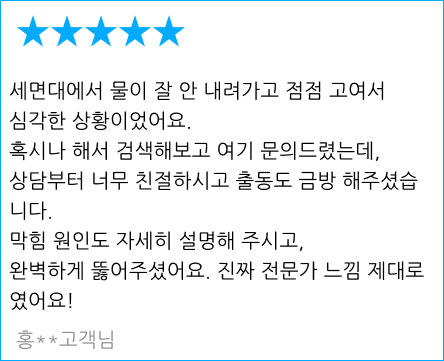 ★★★★★
세면대에서 물이 잘 안 내려가고 점점 고여서
심각한 상황이었어요.
혹시나 해서 검색해보고 여기 문의드렸는데,
상담부터 너무 친절하시고 출동도 금방 해주셨습
니다.
막힘 원인도 자세히 설명해 주시고,
완벽하게 뚫어주셨어요. 진짜 전문가 느낌 제대로
였어요!
홍**고객님